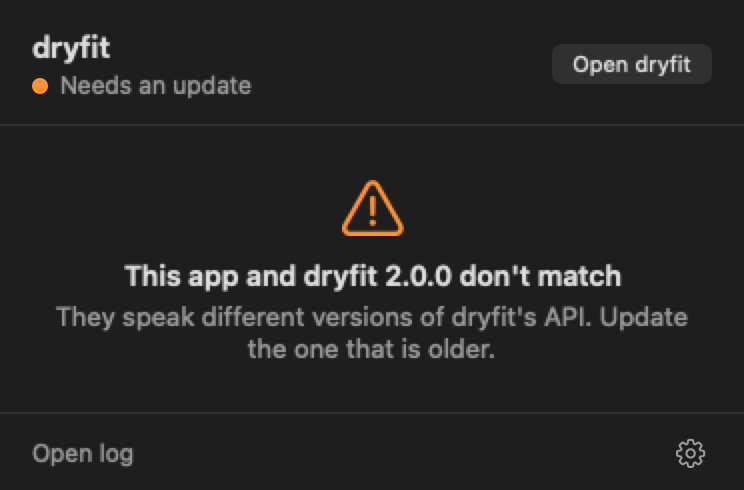 dryfit
Needs an update
Open dryfit
This app and dryfit 2.0.0 don't match
They speak different versions of dryfit's API. Update
the one that is older.
Open log